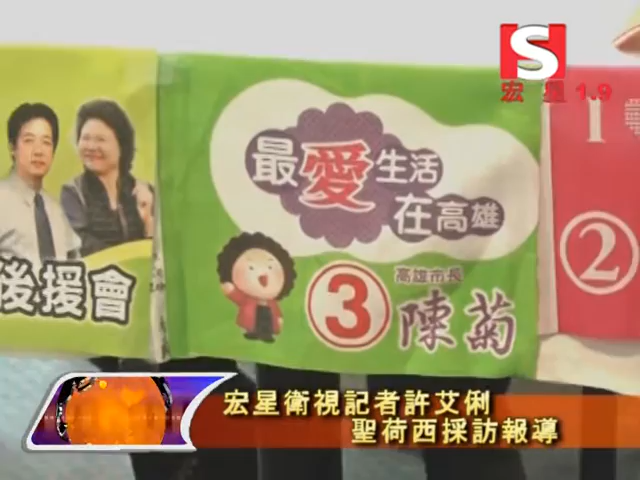 S
宏星1.9
最愛生活
在高雄
高雄市長
3
陳菊
後援會
1
2
宏星衛視記者許艾俐
聖荷西採訪報導